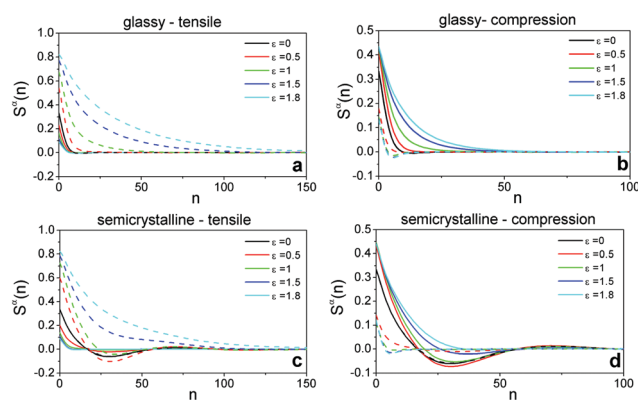 glassy - tensile
1.0
0.8
0.6
0.4
0.2
0.0
-0.2
0
50
100
150
S^α(n)
n
ε =0
ε =0.5
ε =1
ε =1.5
ε =1.8
a
glassy- compression
0.5
0.4
0.3
0.2
0.1
0.0
-0.1
0
50
100
S^α(n)
n
ε =0
ε =0.5
ε =1
ε =1.5
ε =1.8
b
semicrystalline - tensile
1.0
0.8
0.6
0.4
0.2
0.0
-0.2
0
50
100
150
S^α(n)
n
ε =0
ε =0.5
ε =1
ε =1.5
ε =1.8
c
semicrystalline - compression
0.5
0.4
0.3
0.2
0.1
0.0
-0.1
0
50
100
S^α(n)
n
ε =0
ε =0.5
ε =1
ε =1.5
ε =1.8
d